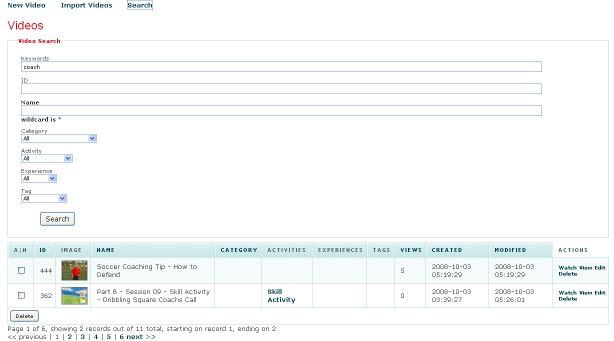 New Video Import Videos Search
Videos
Video Search
Keywords
coach
ID
Name
wildcard is *
Category
All
Activity
All
Experience
All
Tag
All
Search
A|N ID IMAGE NAME CATEGORY ACTIVITIES EXPERIENCES TAGS VIEWS CREATED MODIFIED ACTIONS
444 Soccer Coaching Tip - How to Defend 5 2008-10-03 05:19:29 2008-10-03 05:19:29 Watch View Edit Delete
362 Part 8 - Session 09 - Skill Activity - Dribbling Square Coachs Call Skill Activity 0 2008-10-03 03:39:27 2008-10-03 05:26:01 Watch View Edit Delete
Delete
Page 1 of 6, showing 2 records out of 11 total, starting on record 1, ending on 2
<< previous | 1 | 2 | 3 | 4 | 5 | 6 next >>